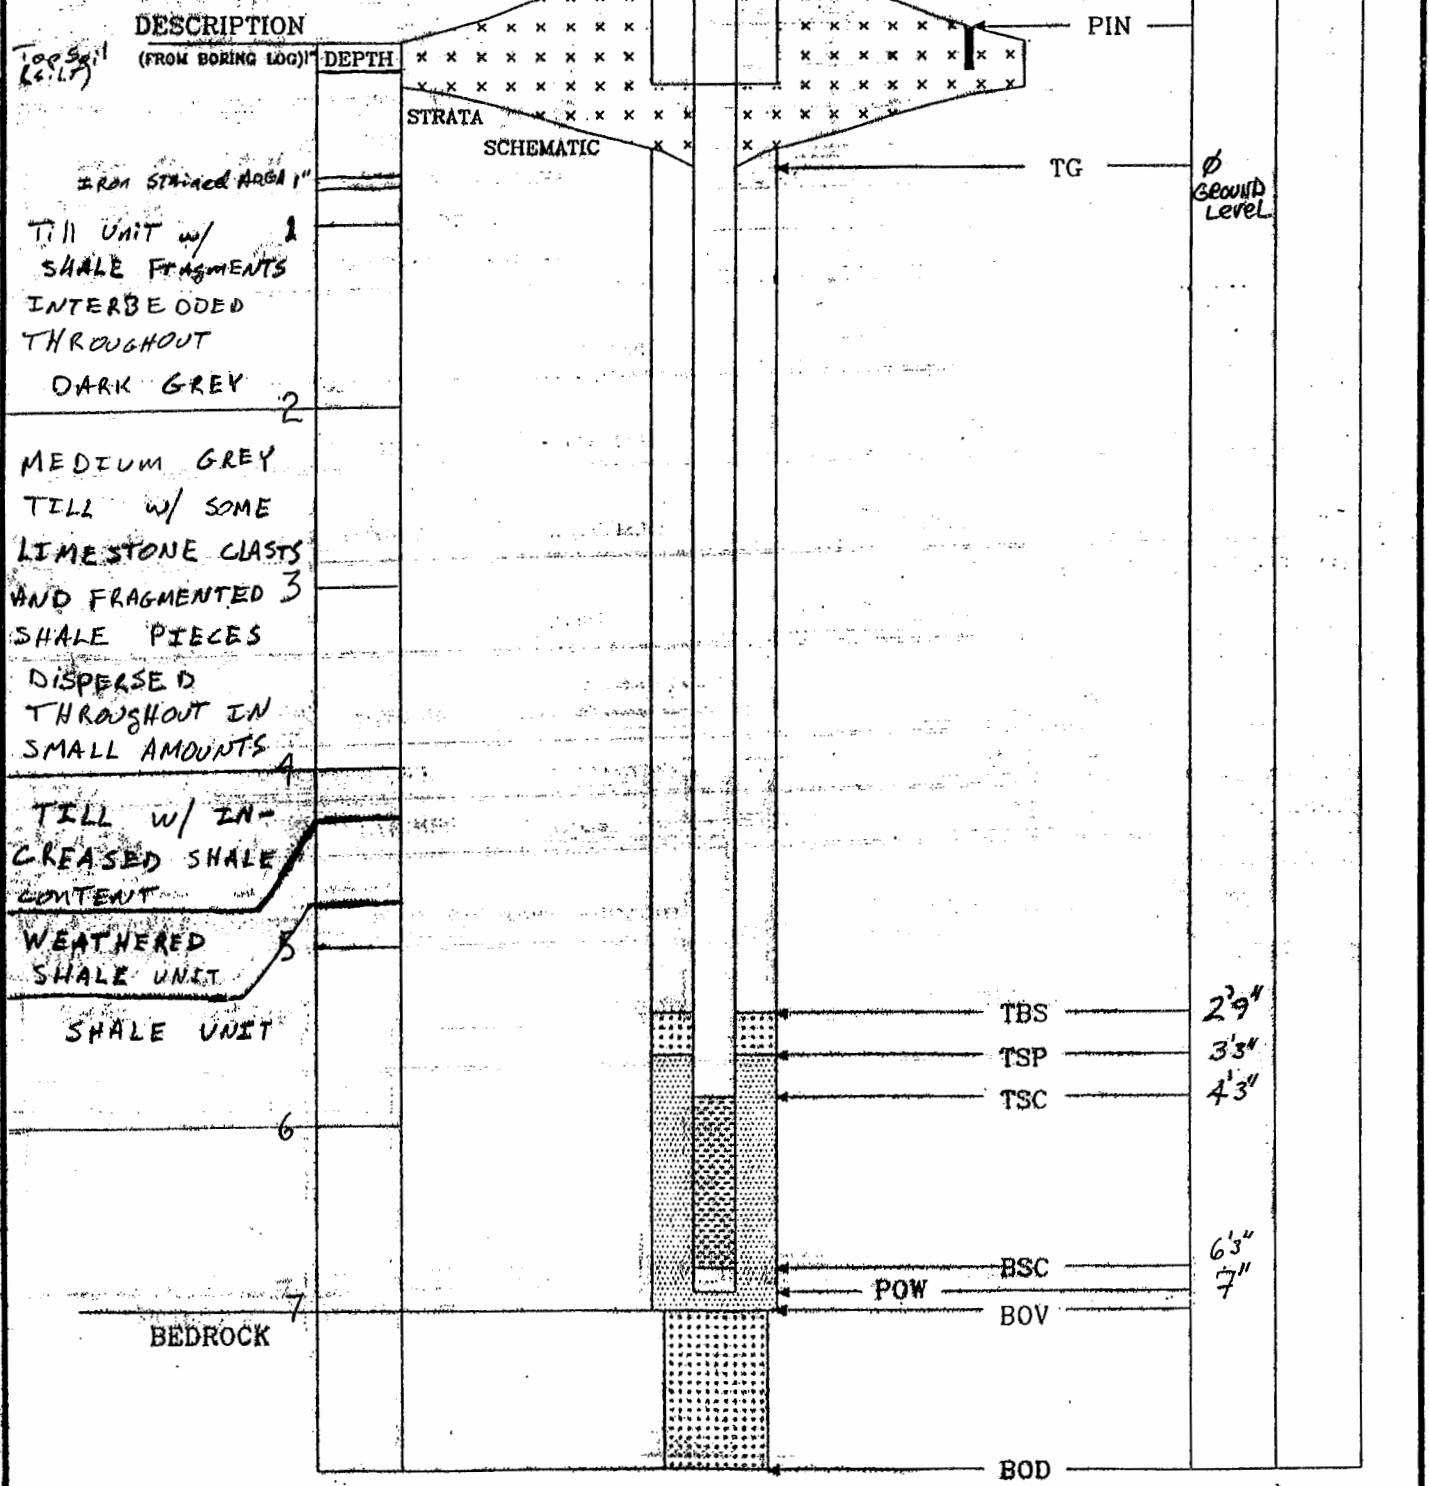 DESCRIPTION
(FROM BORING LOG) 1"
DEPTH
PIN
TopSoil
(silt)
STRATA
SCHEMATIC
TG
Ø
GROUND
Level
IRON Stained AREA 1"
1
Till Unit w/
SHALE FragmENTS
INTERBEDDED
THROUGHOUT
DARK GREY
2
MEDIUM GREY
TILL w/ SOME
LIMESTONE CLASTS
3
AND FRAGMENTED
SHALE PIECES
DISPERSED
THROUGHOUT IN
SMALL AMOUNTS
4
TILL w/ IN-
CREASED SHALE
CONTENT
WEATHERED
5
SHALE UNIT
SHALE UNIT
TBS 2'9"
TSP 3'3"
TSC 4'3"
6
BSC 6'3"
POW 7"
7
BOV
BEDROCK
BOD